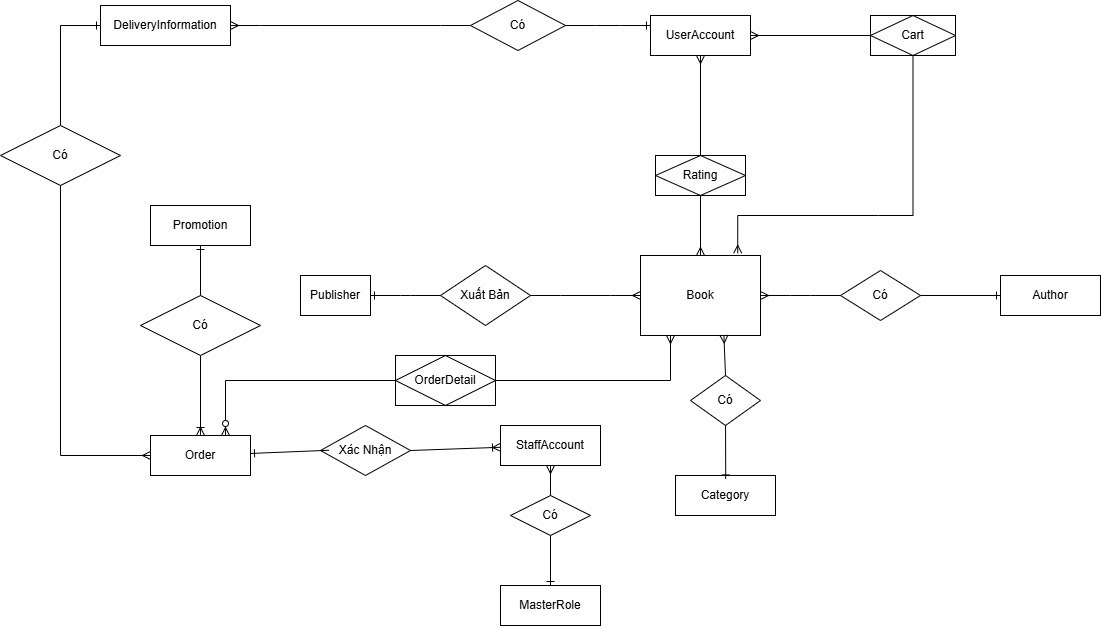 DeliveryInformation
Có
UserAccount
Cart
Có
Rating
Promotion
Publisher
Xuất Bản
Book
Có
Author
Có
OrderDetail
Có
Order
Xác Nhận
StaffAccount
Category
Có
MasterRole